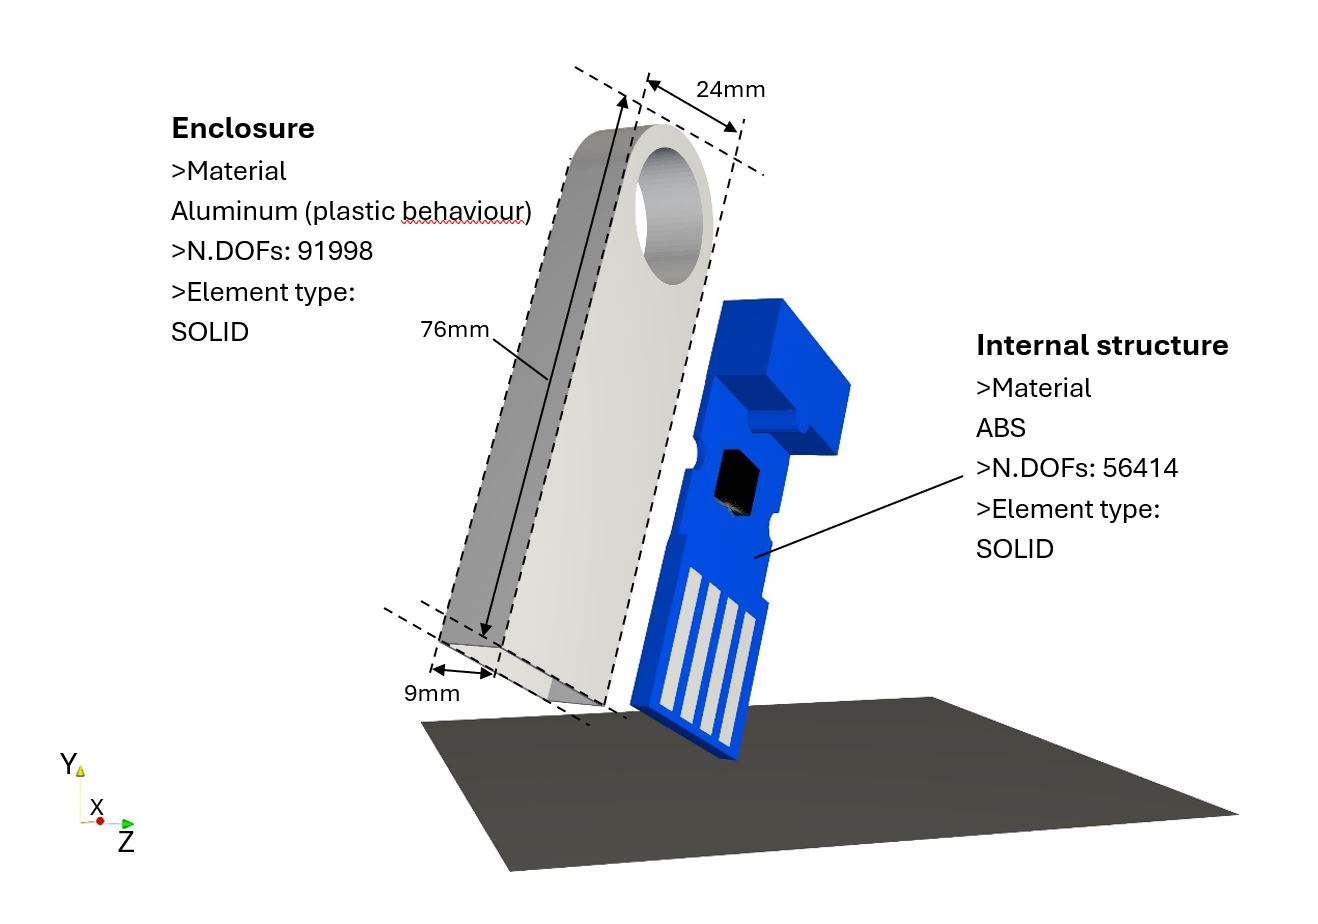 24mm
Enclosure
>Material
Aluminum (plastic behaviour)
>N.DOFs: 91998
>Element type:
SOLID
76mm
Internal structure
>Material
ABS
>N.DOFs: 56414
>Element type:
SOLID
9mm
Y
X
Z